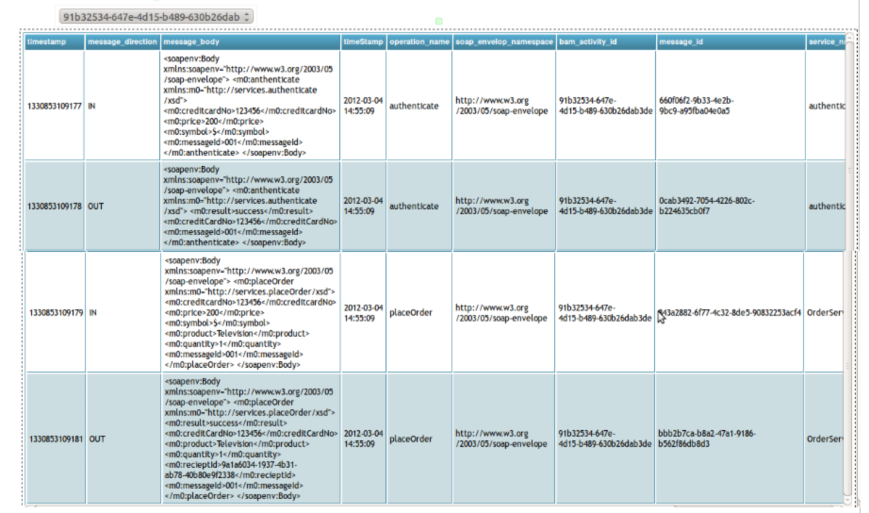 91b32534-647e-4d15-b489-630b26dab
timestamp message_direction message_body timeStamp operation_name soap_envelop_namespace bam_activity_id message_id service_n
<soapenv:Body
xmlns:soapenv="http://www.w3.org/2003/05
/soap-envelope"> <m0:anthenticate
xmlns:m0="http://services.authenticate
/xsd">
<m0:creditcardNo>123456</m0:creditcardNo>
<m0:price>200</m0:price>
<m0:symbol>$</m0:symbol>
<m0:messageId>001</m0:messageId>
</m0:anthenticate> </soapenv:Body>
1330853109177 IN
2012-03-04
14:55:09
authenticate
http://www.w3.org
/2003/05/soap-envelope
91b32534-647e-
4d15-b489-630b26dab3de
660f06f2-9b33-4e2b-
9bc9-a95fba04e0a5
authentic
<soapenv:Body
xmlns:soapenv="http://www.w3.org/2003/05
/soap-envelope"> <m0:anthenticate
xmlns:m0="http://services.authenticate
/xsd"> <m0:result>success</m0:result>
<m0:creditCardNo>123456</m0:creditCardNo>
<m0:messageId>001</m0:messageId>
</m0:anthenticate> </soapenv:Body>
1330853109178 OUT
2012-03-04
14:55:09
authenticate
http://www.w3.org
/2003/05/soap-envelope
91b32534-647e-
4d15-b489-630b26dab3de
0cab3492-7054-4226-802c-
b224635cb0f7
authentic
<soapenv:Body
xmlns:soapenv="http://www.w3.org/2003/05
/soap-envelope"> <m0:placeOrder
xmlns:m0="http://services.placeOrder/xsd">
<m0:creditcardNo>123456</m0:creditcardNo>
<m0:price>200</m0:price>
<m0:symbol>$</m0:symbol>
<m0:product>Television</m0:product>
<m0:quantity>1</m0:quantity>
<m0:messageId>001</m0:messageId>
</m0:placeOrder> </soapenv:Body>
1330853109179 IN
2012-03-04
14:55:09
placeOrder
http://www.w3.org
/2003/05/soap-envelope
91b32534-647e-
4d15-b489-630b26dab3de
OrderSer
<soapenv:Body
xmlns:soapenv="http://www.w3.org/2003/05
/soap-envelope"> <m0:placeOrder
xmlns:m0="http://services.placeOrder/xsd">
<m0:result>success</m0:result>
<m0:creditCardNo>123456</m0:creditCardNo>
<m0:product>Television</m0:product>
<m0:quantity>1</m0:quantity>
<m0:recieptId>9a1a6034-1937-4b31-
ab78-40b80e9f2338</m0:recieptId>
<m0:messageId>001</m0:messageId>
</m0:placeOrder> </soapenv:Body>
1330853109181 OUT
2012-03-04
14:55:09
placeOrder
http://www.w3.org
/2003/05/soap-envelope
91b32534-647e-
4d15-b489-630b26dab3de
bbb2b7ca-b8a2-47a1-9186-
b562f86db8d3
OrderSer